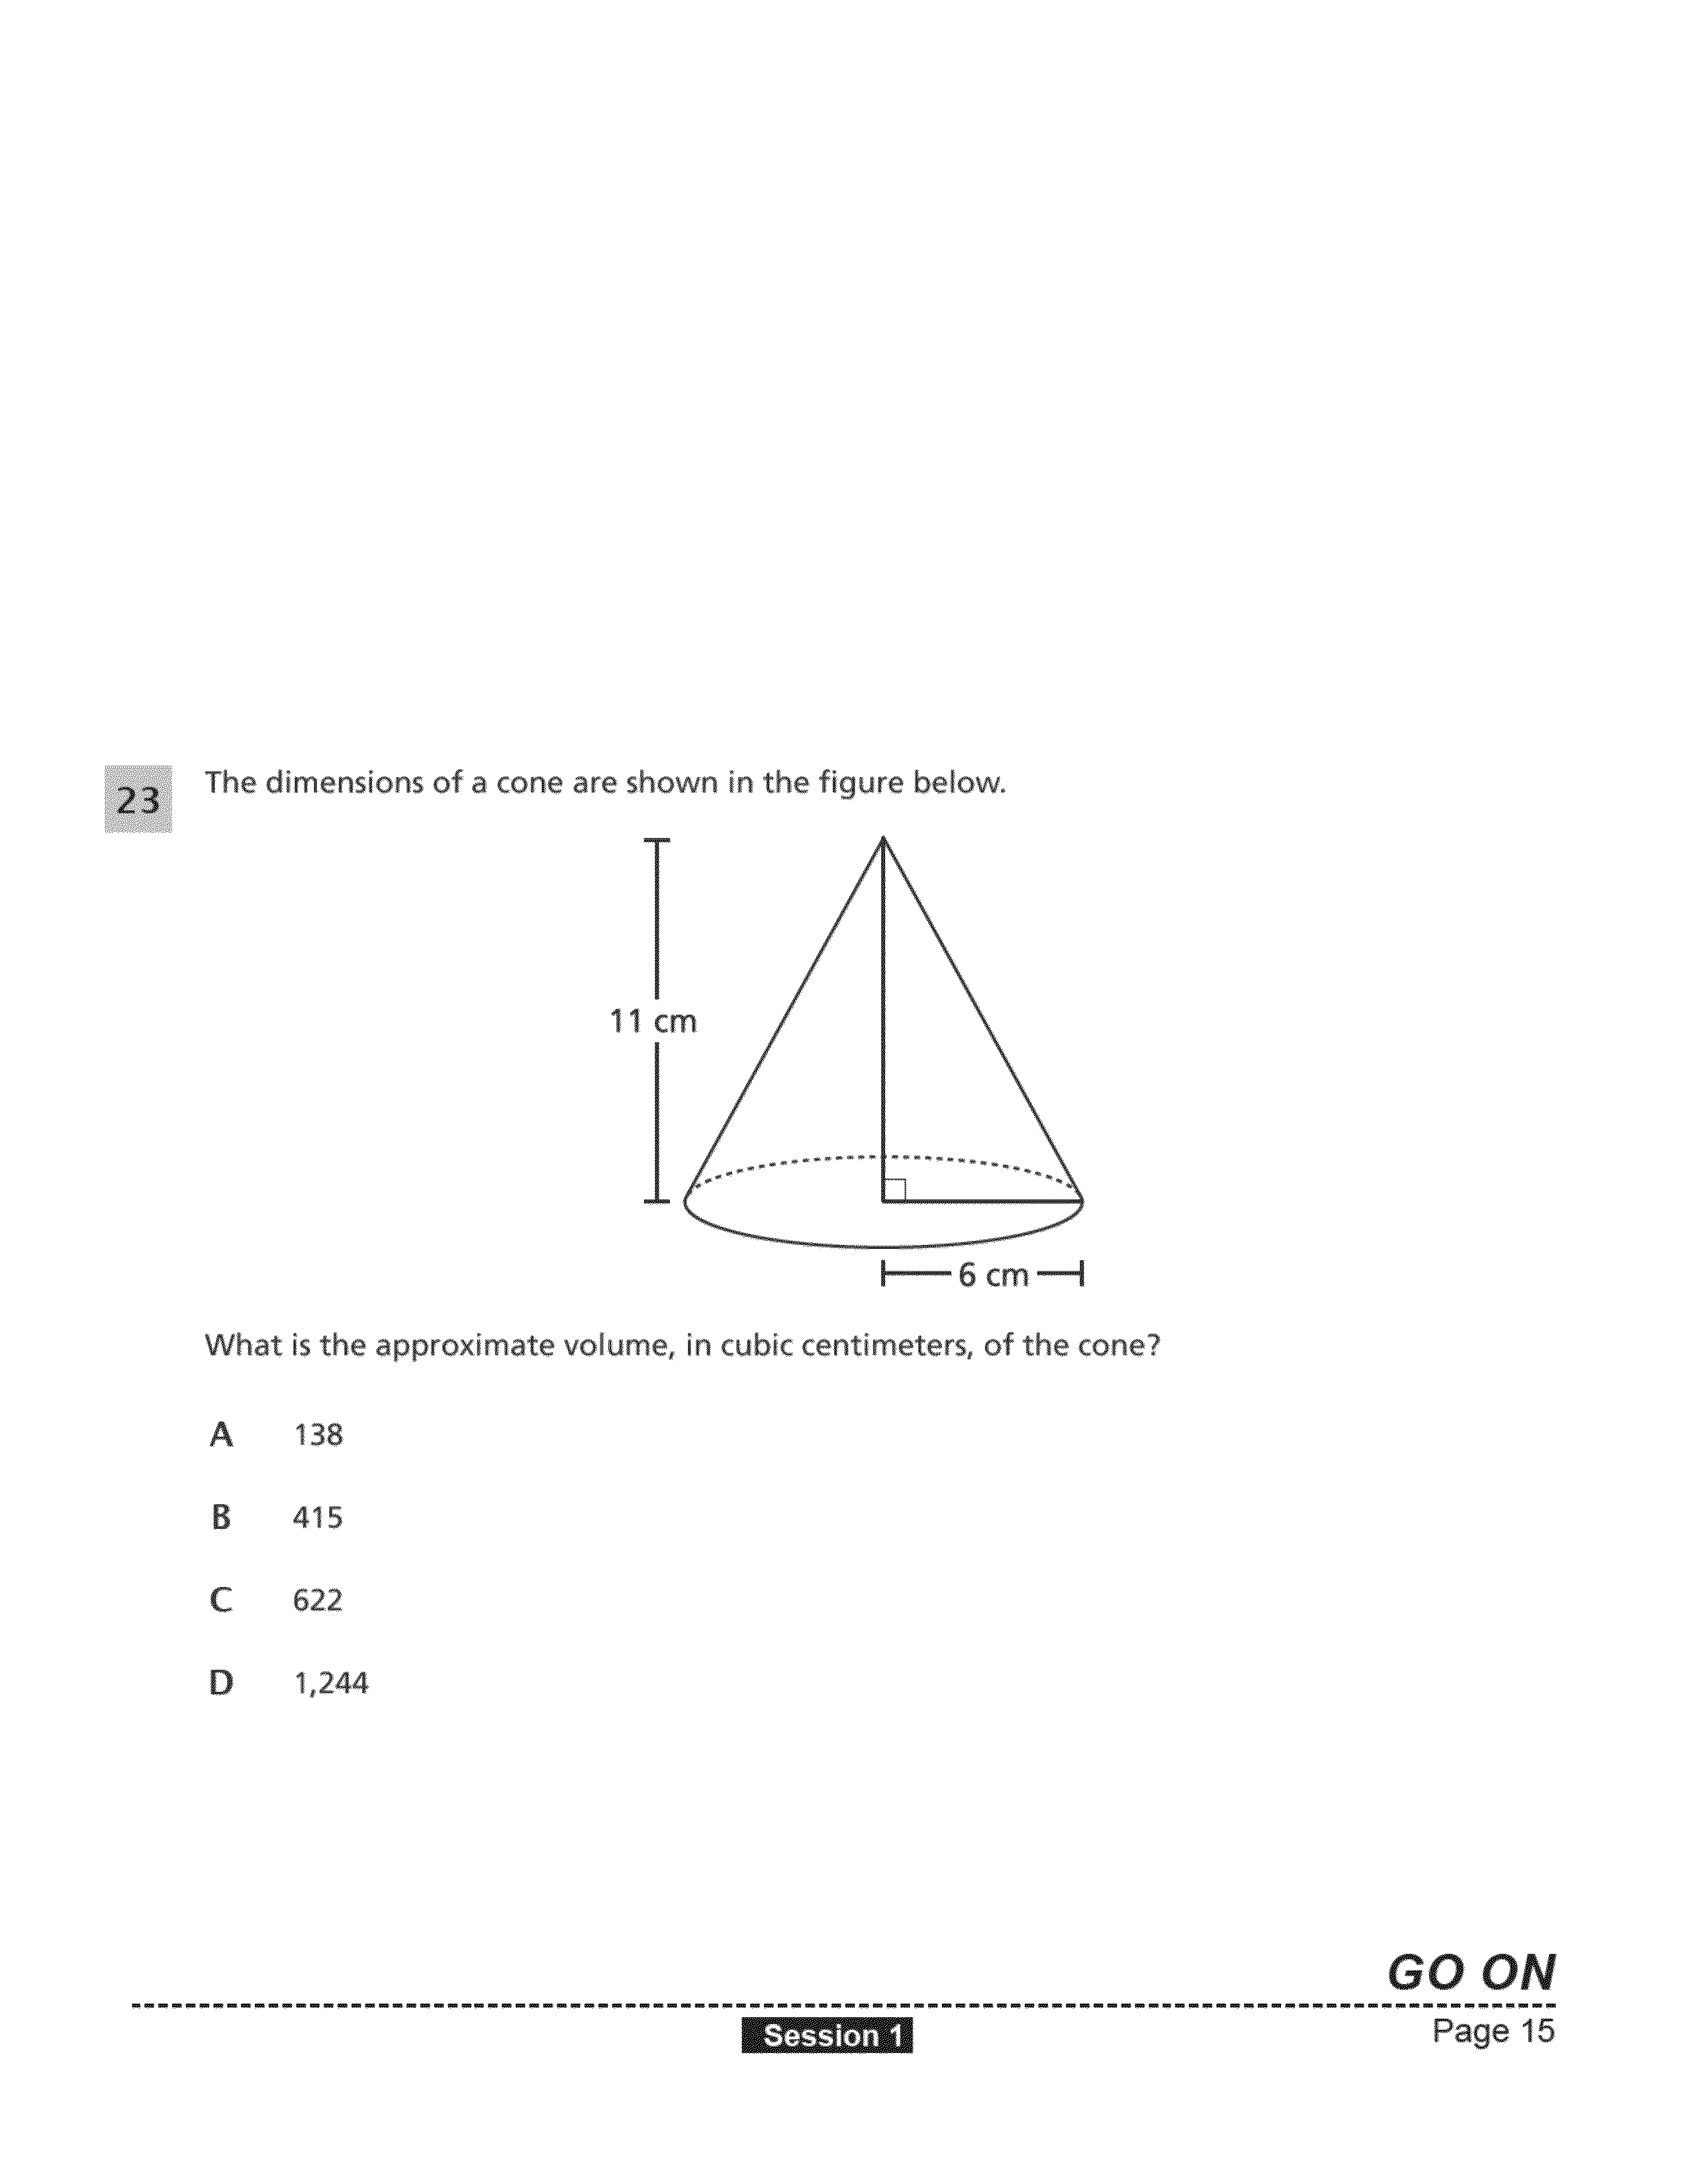 23 The dimensions of a cone are shown in the figure below.
11 cm
6 cm
What is the approximate volume, in cubic centimeters, of the cone?
A 138
B 415
C 622
D 1,244
GO ON
Session 1
Page 15